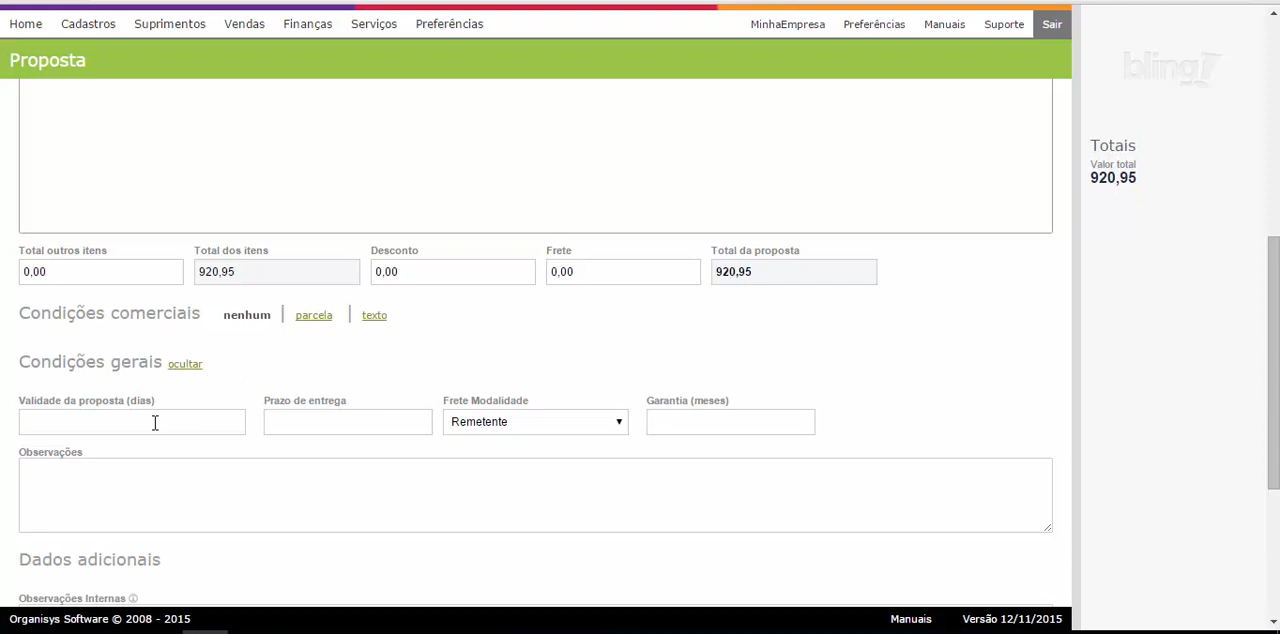 Home Cadastros Suprimentos Vendas Finanças Serviços Preferências MinhaEmpresa Preferências Manuais Suporte Sair
Proposta
bling
Totais
Valor total
920,95
Total outros itens Total dos itens Desconto Frete Total da proposta
0,00 920,95 0,00 0,00 920,95
Condições comerciais nenhum | parcela | texto
Condições gerais ocultar
Validade da proposta (dias) Prazo de entrega Frete Modalidade Garantia (meses)
Remetente
Observações
Dados adicionais
Observações Internas
Organisys Software © 2008 - 2015 Manuais Versão 12/11/2015